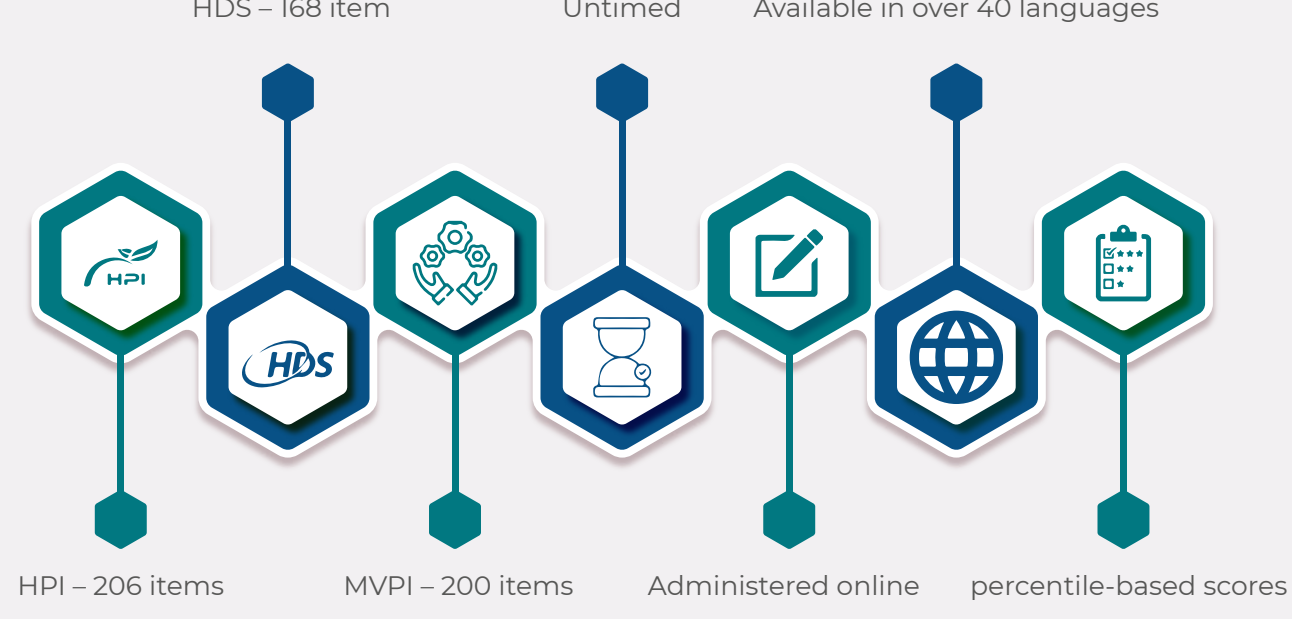 HDS – 168 item
Untimed
Available in over 40 languages
HPI
HDS
HPI – 206 items
MVPI – 200 items
Administered online
percentile-based scores